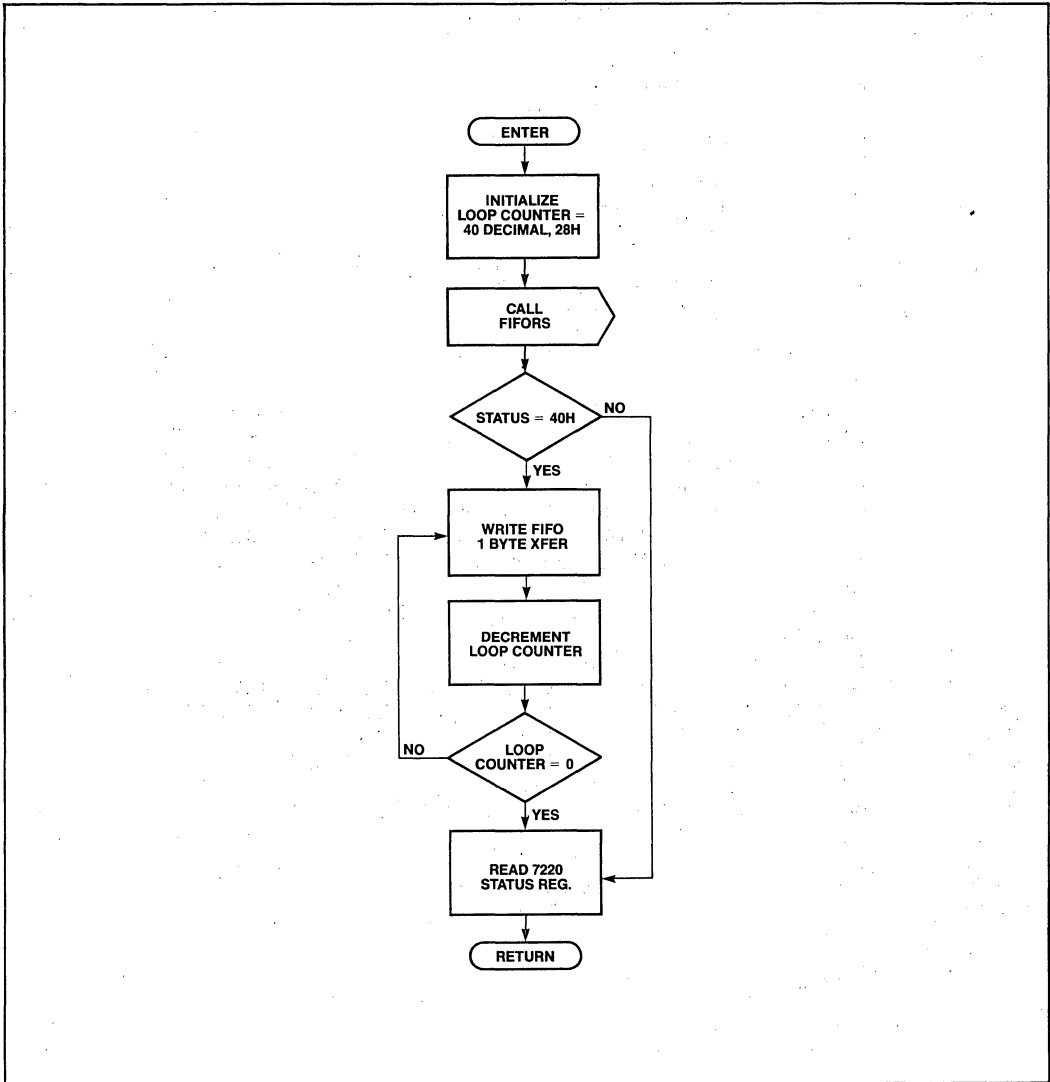 ENTER
INITIALIZE
LOOP COUNTER =
40 DECIMAL, 28H
CALL
FIFORS
STATUS = 40H
NO
YES
WRITE FIFO
1 BYTE XFER
DECREMENT
LOOP COUNTER
NO
LOOP
COUNTER = 0
YES
READ 7220
STATUS REG.
RETURN